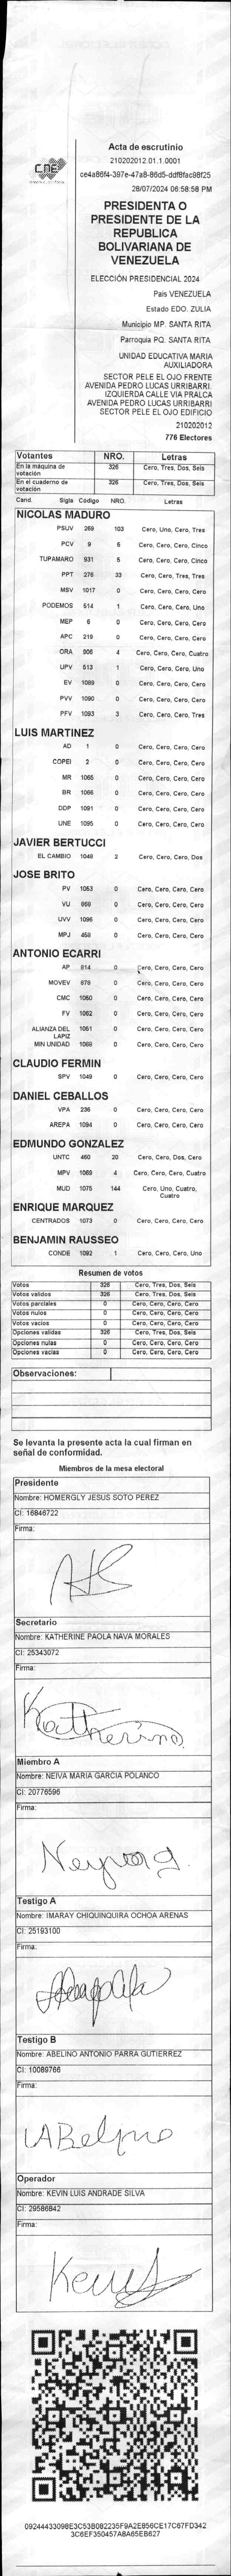 CNE
Acta de escrutinio
210202012.01.1.0001
ce4a86f4-397e-47a8-86d5-ddf8fac98f25
28/07/2024 06:58:58 PM
PRESIDENTA O
PRESIDENTE DE LA
REPUBLICA
BOLIVARIANA DE
VENEZUELA
ELECCIÓN PRESIDENCIAL 2024
País VENEZUELA
Estado EDO. ZULIA
Municipio MP. SANTA RITA
Parroquia PQ. SANTA RITA
UNIDAD EDUCATIVA MARIA
AUXILIADORA
SECTOR PELE EL OJO FRENTE
AVENIDA PEDRO LUCAS URRIBARRI.
IZQUIERDA CALLE VIA PRALCA
AVENIDA PEDRO LUCAS URRIBARRI
SECTOR PELE EL OJO EDIFICIO
210202012
776 Electores
Votantes NRO. Letras
En la máquina de votación 326 Cero, Tres, Dos, Seis
En el cuaderno de votación 326 Cero, Tres, Dos, Seis
Cand. Sigla Código NRO. Letras
NICOLAS MADURO
PSUV 269 103 Cero, Uno, Cero, Tres
PCV 9 5 Cero, Cero, Cero, Cinco
TUPAMARO 931 5 Cero, Cero, Cero, Cinco
PPT 276 33 Cero, Cero, Tres, Tres
MSV 1017 0 Cero, Cero, Cero, Cero
PODEMOS 514 1 Cero, Cero, Cero, Uno
MEP 6 0 Cero, Cero, Cero, Cero
APC 219 0 Cero, Cero, Cero, Cero
ORA 906 4 Cero, Cero, Cero, Cuatro
UPV 513 1 Cero, Cero, Cero, Uno
EV 1089 0 Cero, Cero, Cero, Cero
PVV 1090 0 Cero, Cero, Cero, Cero
PFV 1093 3 Cero, Cero, Cero, Tres
LUIS MARTINEZ
AD 1 0 Cero, Cero, Cero, Cero
COPEI 2 0 Cero, Cero, Cero, Cero
MR 1065 0 Cero, Cero, Cero, Cero
BR 1066 0 Cero, Cero, Cero, Cero
DDP 1091 0 Cero, Cero, Cero, Cero
UNE 1095 0 Cero, Cero, Cero, Cero
JAVIER BERTUCCI
EL CAMBIO 1048 2 Cero, Cero, Cero, Dos
JOSE BRITO
PV 1053 0 Cero, Cero, Cero, Cero
VU 868 0 Cero, Cero, Cero, Cero
UVV 1096 0 Cero, Cero, Cero, Cero
MPJ 458 0 Cero, Cero, Cero, Cero
ANTONIO ECARRI
AP 814 0 Cero, Cero, Cero, Cero
MOVEV 678 0 Cero, Cero, Cero, Cero
CMC 1050 0 Cero, Cero, Cero, Cero
FV 1052 0 Cero, Cero, Cero, Cero
ALIANZA DEL LAPIZ 1051 0 Cero, Cero, Cero, Cero
MIN UNIDAD 1068 0 Cero, Cero, Cero, Cero
CLAUDIO FERMIN
SPV 1049 0 Cero, Cero, Cero, Cero
DANIEL CEBALLOS
VPA 236 0 Cero, Cero, Cero, Cero
AREPA 1094 0 Cero, Cero, Cero, Cero
EDMUNDO GONZALEZ
UNTC 460 20 Cero, Cero, Dos, Cero
MPV 1069 4 Cero, Cero, Cero, Cuatro
MUD 1075 144 Cero, Uno, Cuatro,
Cuatro
ENRIQUE MARQUEZ
CENTRADOS 1073 0 Cero, Cero, Cero, Cero
BENJAMIN RAUSSEO
CONDE 1092 1 Cero, Cero, Cero, Uno
Resumen de votos
Votos 326 Cero, Tres, Dos, Seis
Votos validos 326 Cero, Tres, Dos, Seis
Votos parciales 0 Cero, Cero, Cero, Cero
Votos nulos 0 Cero, Cero, Cero, Cero
Votos vacios 0 Cero, Cero, Cero, Cero
Opciones validas 326 Cero, Tres, Dos, Seis
Opciones nulas 0 Cero, Cero, Cero, Cero
Opciones vacias 0 Cero, Cero, Cero, Cero
Observaciones:
Se levanta la presente acta la cual firman en
señal de conformidad.
Miembros de la mesa electoral
Presidente
Nombre: HOMERGLY JESUS SOTO PEREZ
CI: 16846722
Firma:
Secretario
Nombre: KATHERINE PAOLA NAVA MORALES
CI: 25343072
Firma:
Katherine
Miembro A
Nombre: NEIVA MARIA GARCIA POLANCO
CI: 20776596
Firma:
Testigo A
Nombre: IMARAY CHIQUINQUIRA OCHOA ARENAS
CI: 25193100
Firma:
Testigo B
Nombre: ABELINO ANTONIO PARRA GUTIERREZ
CI: 10089766
Firma:
ABelino
Operador
Nombre: KEVIN LUIS ANDRADE SILVA
CI: 29586842
Firma:
09244433098E3C53B082235F9A2E856CE17C67FD342
3C6EF350457A8A65EB627